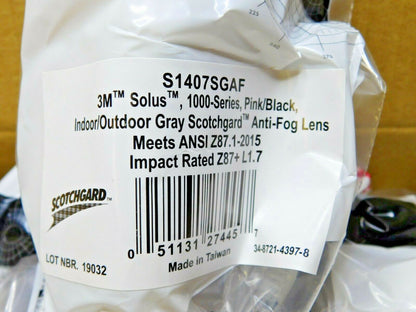 S1407SGAF
3M™ Solus™, 1000-Series, Pink/Black,
Indoor/Outdoor Gray Scotchgard™ Anti-Fog Lens
Meets ANSI Z87.1-2015
Impact Rated Z87+ L1.7
SCOTCHGARD™
0 51131 27445 7
LOT NBR. 19032
Made in Taiwan
34-8721-4397-8